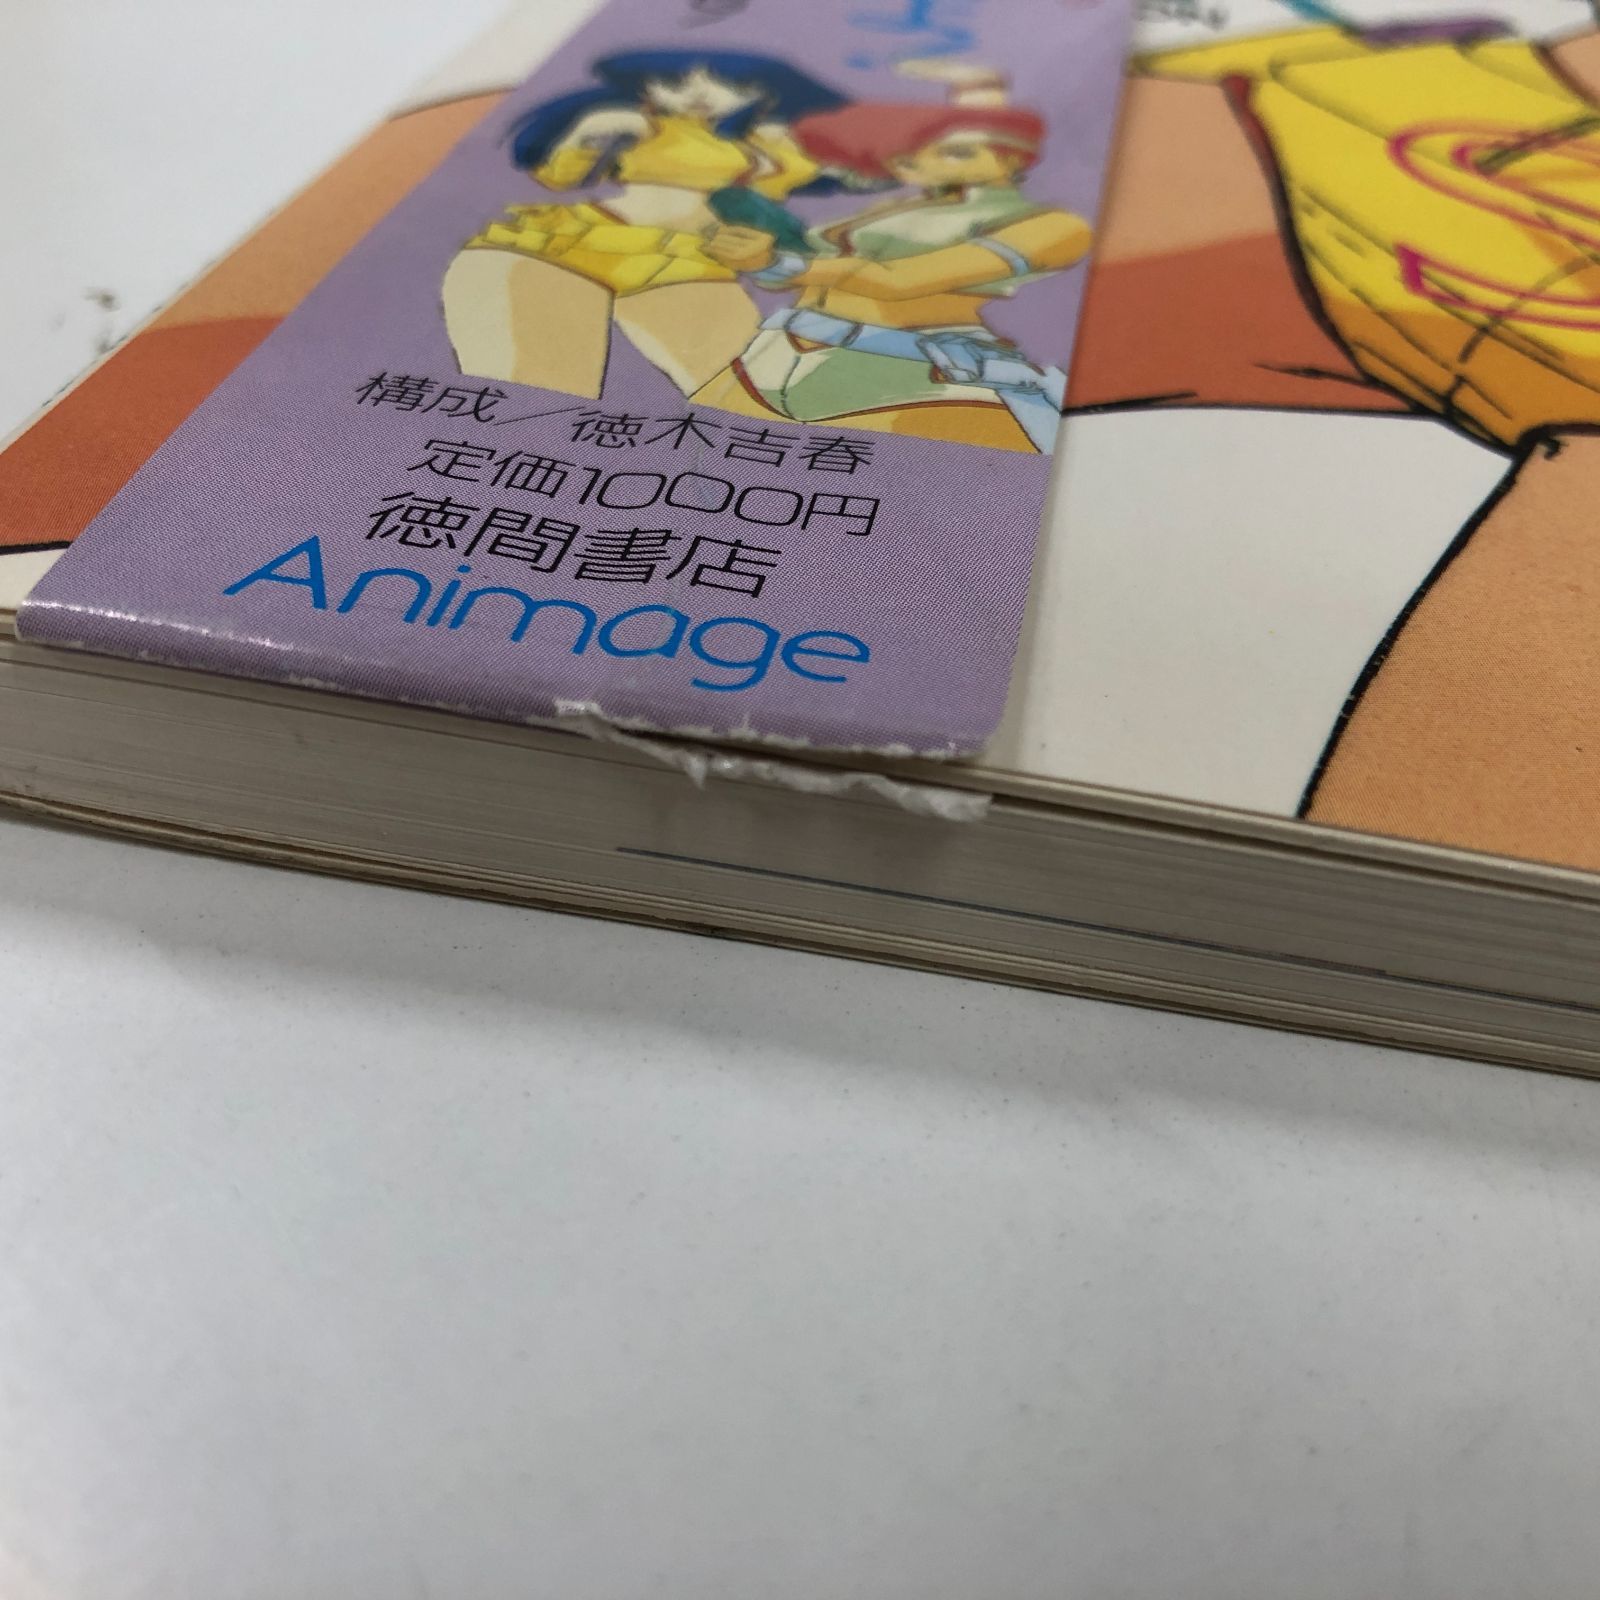 構成／徳木吉春
定価1000円
徳間書店
Animage